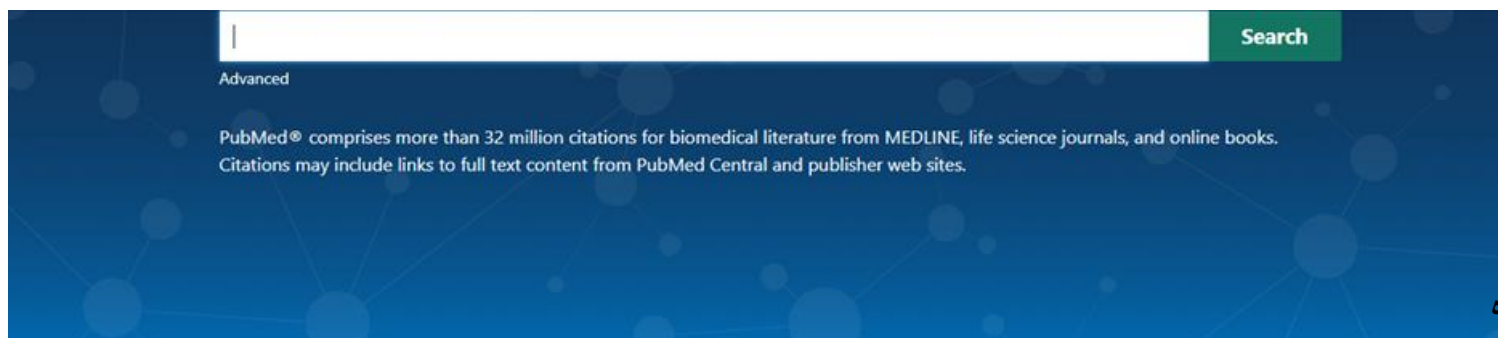 Search
Advanced
PubMed® comprises more than 32 million citations for biomedical literature from MEDLINE, life science journals, and online books.
Citations may include links to full text content from PubMed Central and publisher web sites.